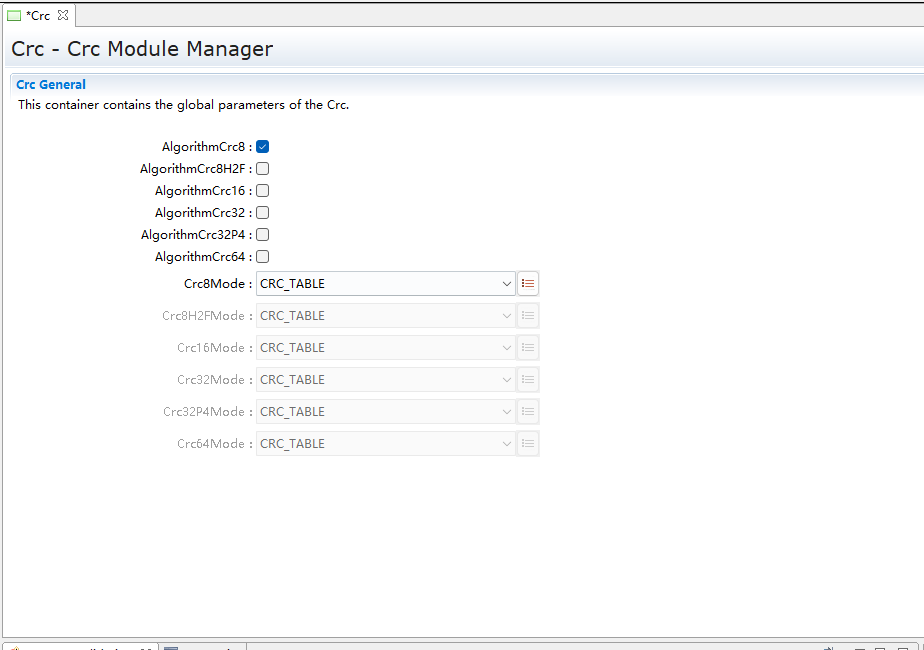 *Crc
Crc - Crc Module Manager
Crc General
This container contains the global parameters of the Crc.
AlgorithmCrc8 :
AlgorithmCrc8H2F :
AlgorithmCrc16 :
AlgorithmCrc32 :
AlgorithmCrc32P4 :
AlgorithmCrc64 :
Crc8Mode : CRC_TABLE
Crc8H2FMode : CRC_TABLE
Crc16Mode : CRC_TABLE
Crc32Mode : CRC_TABLE
Crc32P4Mode : CRC_TABLE
Crc64Mode : CRC_TABLE